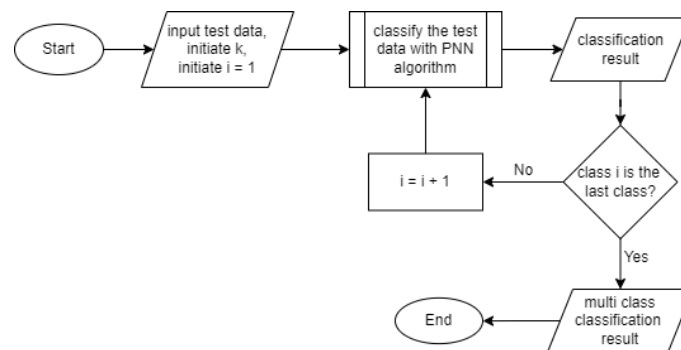 Start
input test data,
initiate k,
initiate i = 1
classify the test
data with PNN
algorithm
classification
result
class i is the
last class?
No
i = i + 1
Yes
multi class
classification
result
End